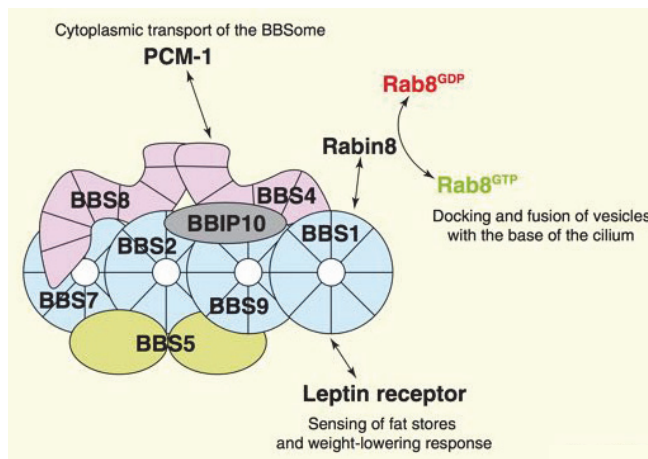 Cytoplasmic transport of the BBSome
PCM-1
Rab8GDP
Rabin8
Rab8GTP
Docking and fusion of vesicles
with the base of the cilium
BBS8
BBS4
BBIP10
BBS2
BBS1
BBS7
BBS9
BBS5
Leptin receptor
Sensing of fat stores
and weight-lowering response